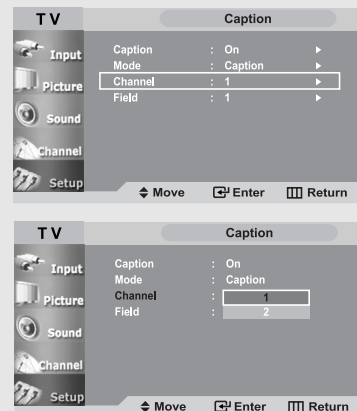 TV Caption
Input
Picture
Sound
Channel
Setup
Caption : On ▶
Mode : Caption ▶
Channel : 1 ▶
Field : 1 ▶
Move Enter Return
TV Caption
Input
Picture
Sound
Channel
Setup
Caption : On
Mode : Caption
Channel : 1
Field : 2
Move Enter Return